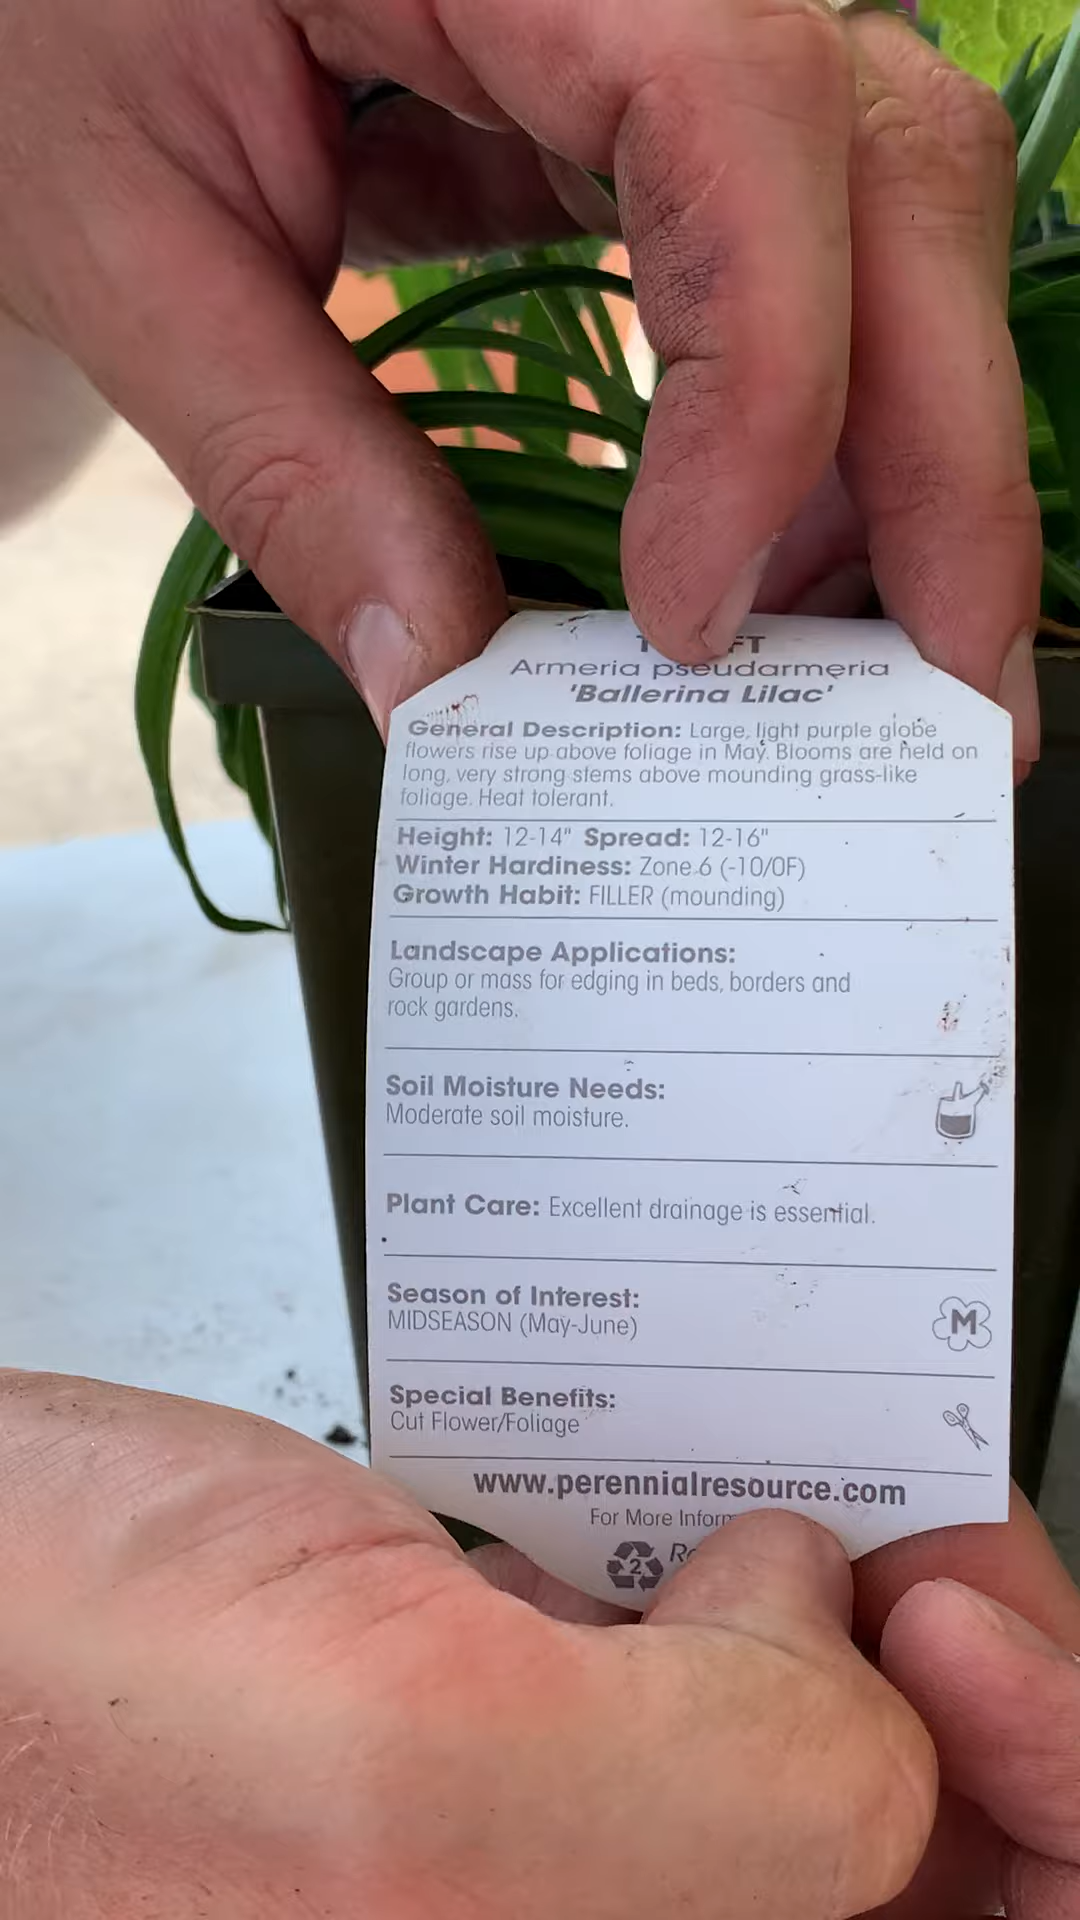 Armeria pseudarmeria
'Ballerina Lilac'
General Description: Large, light purple globe
flowers rise up above foliage in May. Blooms are held on
long, very strong stems above mounding grass-like
foliage. Heat tolerant.
Height: 12-14" Spread: 12-16"
Winter Hardiness: Zone 6 (-10/0F)
Growth Habit: FILLER (mounding)
Landscape Applications:
Group or mass for edging in beds, borders and
rock gardens.
Soil Moisture Needs:
Moderate soil moisture.
Plant Care: Excellent drainage is essential.
Season of Interest:
MIDSEASON (May-June)
M
Special Benefits:
Cut Flower/Foliage
www.perennialresource.com
For More
2